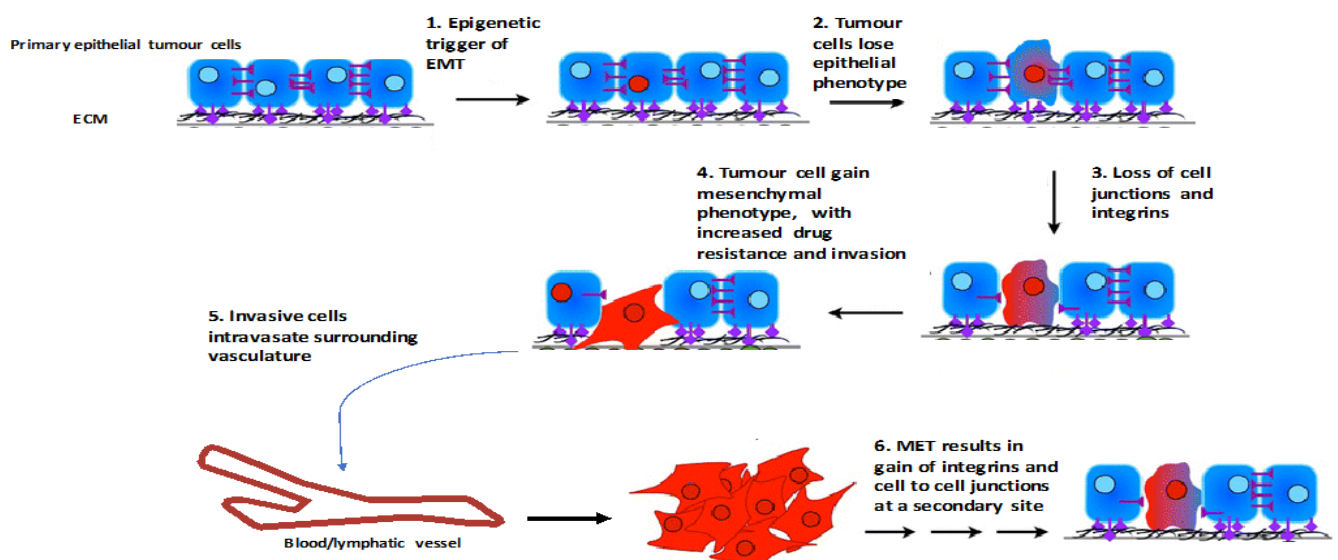 Primary epithelial tumour cells
ECM
1. Epigenetic
trigger of
EMT
2. Tumour
cells lose
epithelial
phenotype
3. Loss of cell
junctions and
integrins
4. Tumour cell gain
mesenchymal
phenotype, with
increased drug
resistance and invasion
5. Invasive cells
intravasate surrounding
vasculature
Blood/lymphatic vessel
6. MET results in
gain of integrins and
cell to cell junctions
at a secondary site